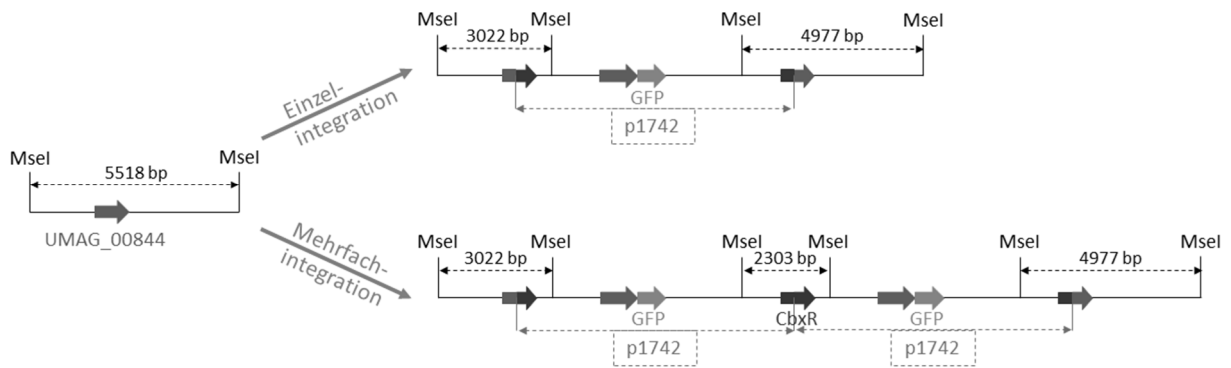 MseI MseI MseI MseI
3022 bp 4977 bp
GFP
p1742
Einzel-
integration
MseI MseI
5518 bp
UMAG_00844
Mehrfach-
integration
MseI MseI MseI MseI MseI MseI
3022 bp 2303 bp 4977 bp
GFP CbxR GFP
p1742 p1742